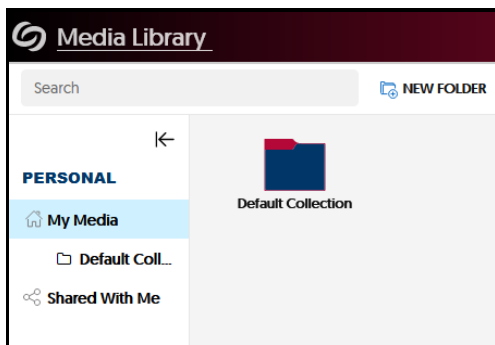 Media Library
Search
NEW FOLDER
PERSONAL
My Media
Default Coll...
Shared With Me
Default Collection